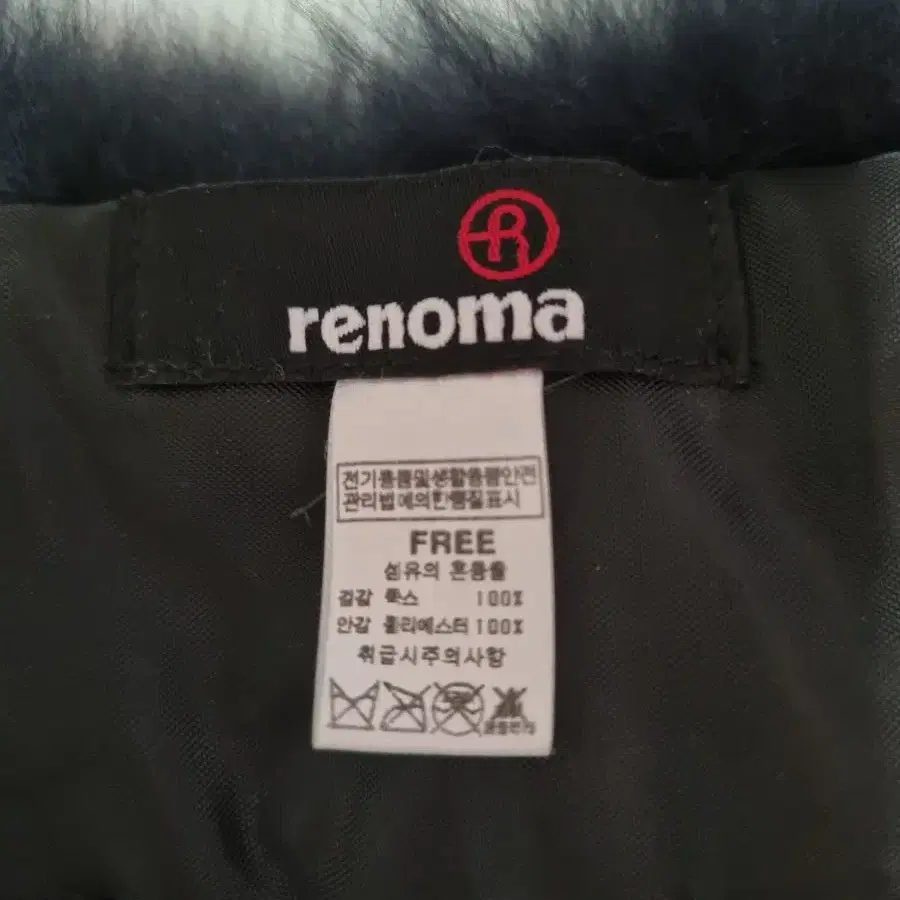 renoma
전기용품및생활용품안전
관리법에의한품질표시
FREE
섬유의 혼용률
겉감 폭스 100%
안감 폴리에스터 100%
취급시주의사항